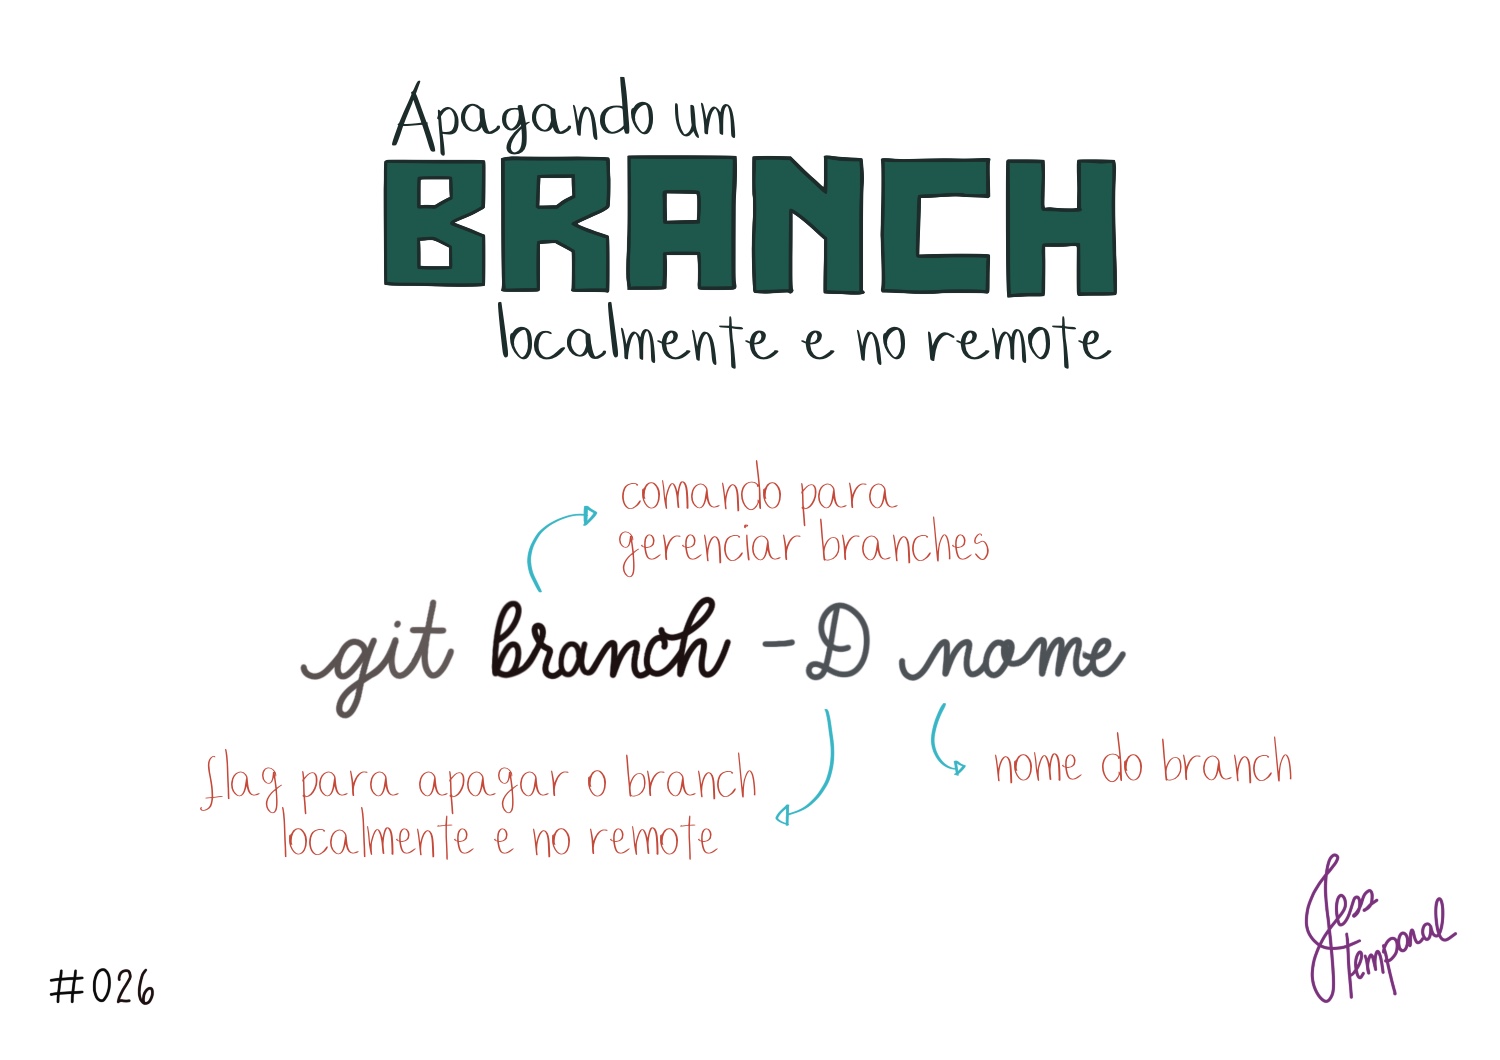 Apagando um
BRANCH
localmente e no remote
comando para
gerenciar branches
git branch -D nome
flag para apagar o branch
localmente e no remote
nome do branch
Jess
temporal
#026